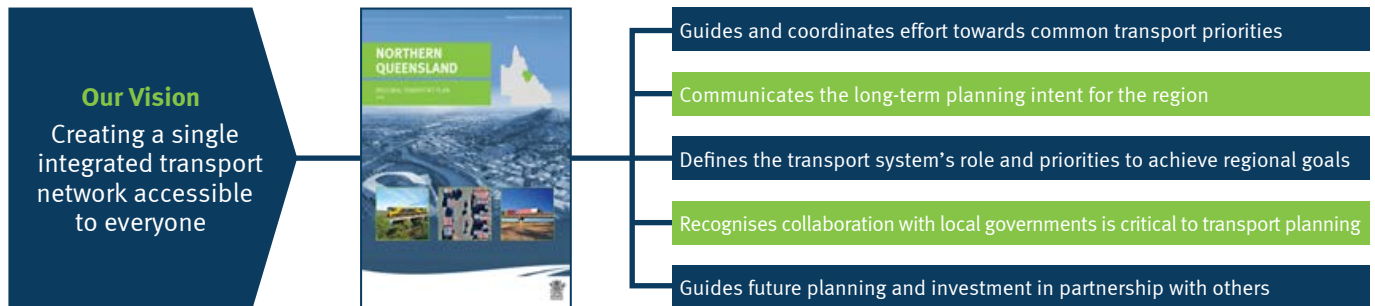 Our Vision
Creating a single
integrated transport
network accessible
to everyone
NORTHERN
QUEENSLAND
REGIONAL TRANSPORT PLAN
Guides and coordinates effort towards common transport priorities
Communicates the long-term planning intent for the region
Defines the transport system’s role and priorities to achieve regional goals
Recognises collaboration with local governments is critical to transport planning
Guides future planning and investment in partnership with others